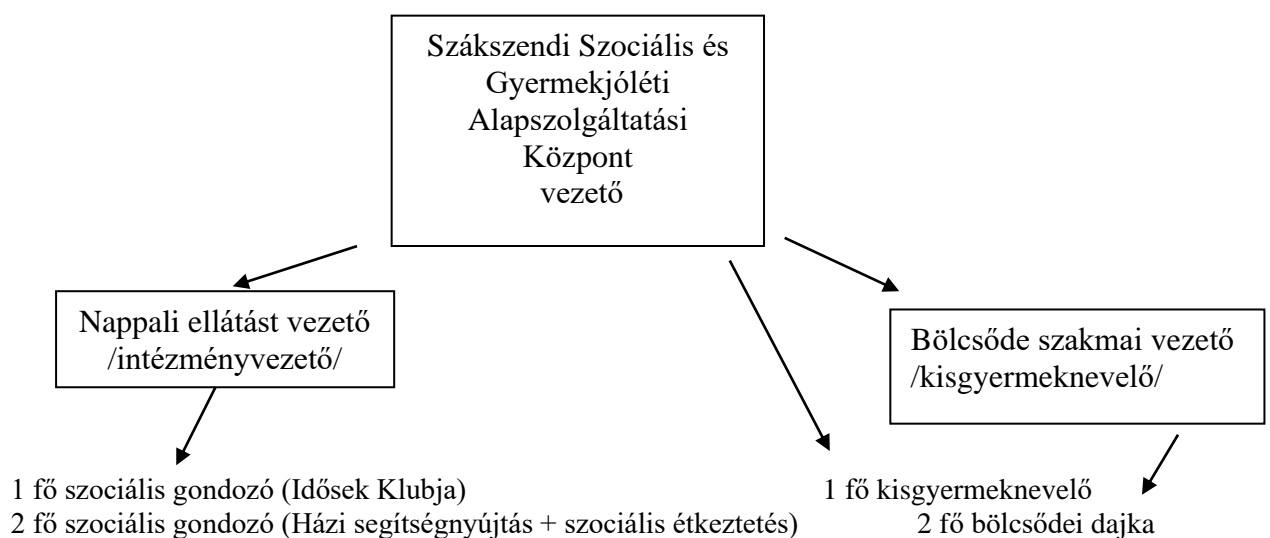 Szákszendi Szociális és
Gyermekjóléti
Alapszolgáltatási
Központ
vezető
Nappali ellátást vezető
/intézményvezető/
Bölcsőde szakmai vezető
/kisgyermeknevelő/
1 fő szociális gondozó (Idősek Klubja)
2 fő szociális gondozó (Házi segítségnyújtás + szociális étkeztetés)
1 fő kisgyermeknevelő
2 fő bölcsődei dajka